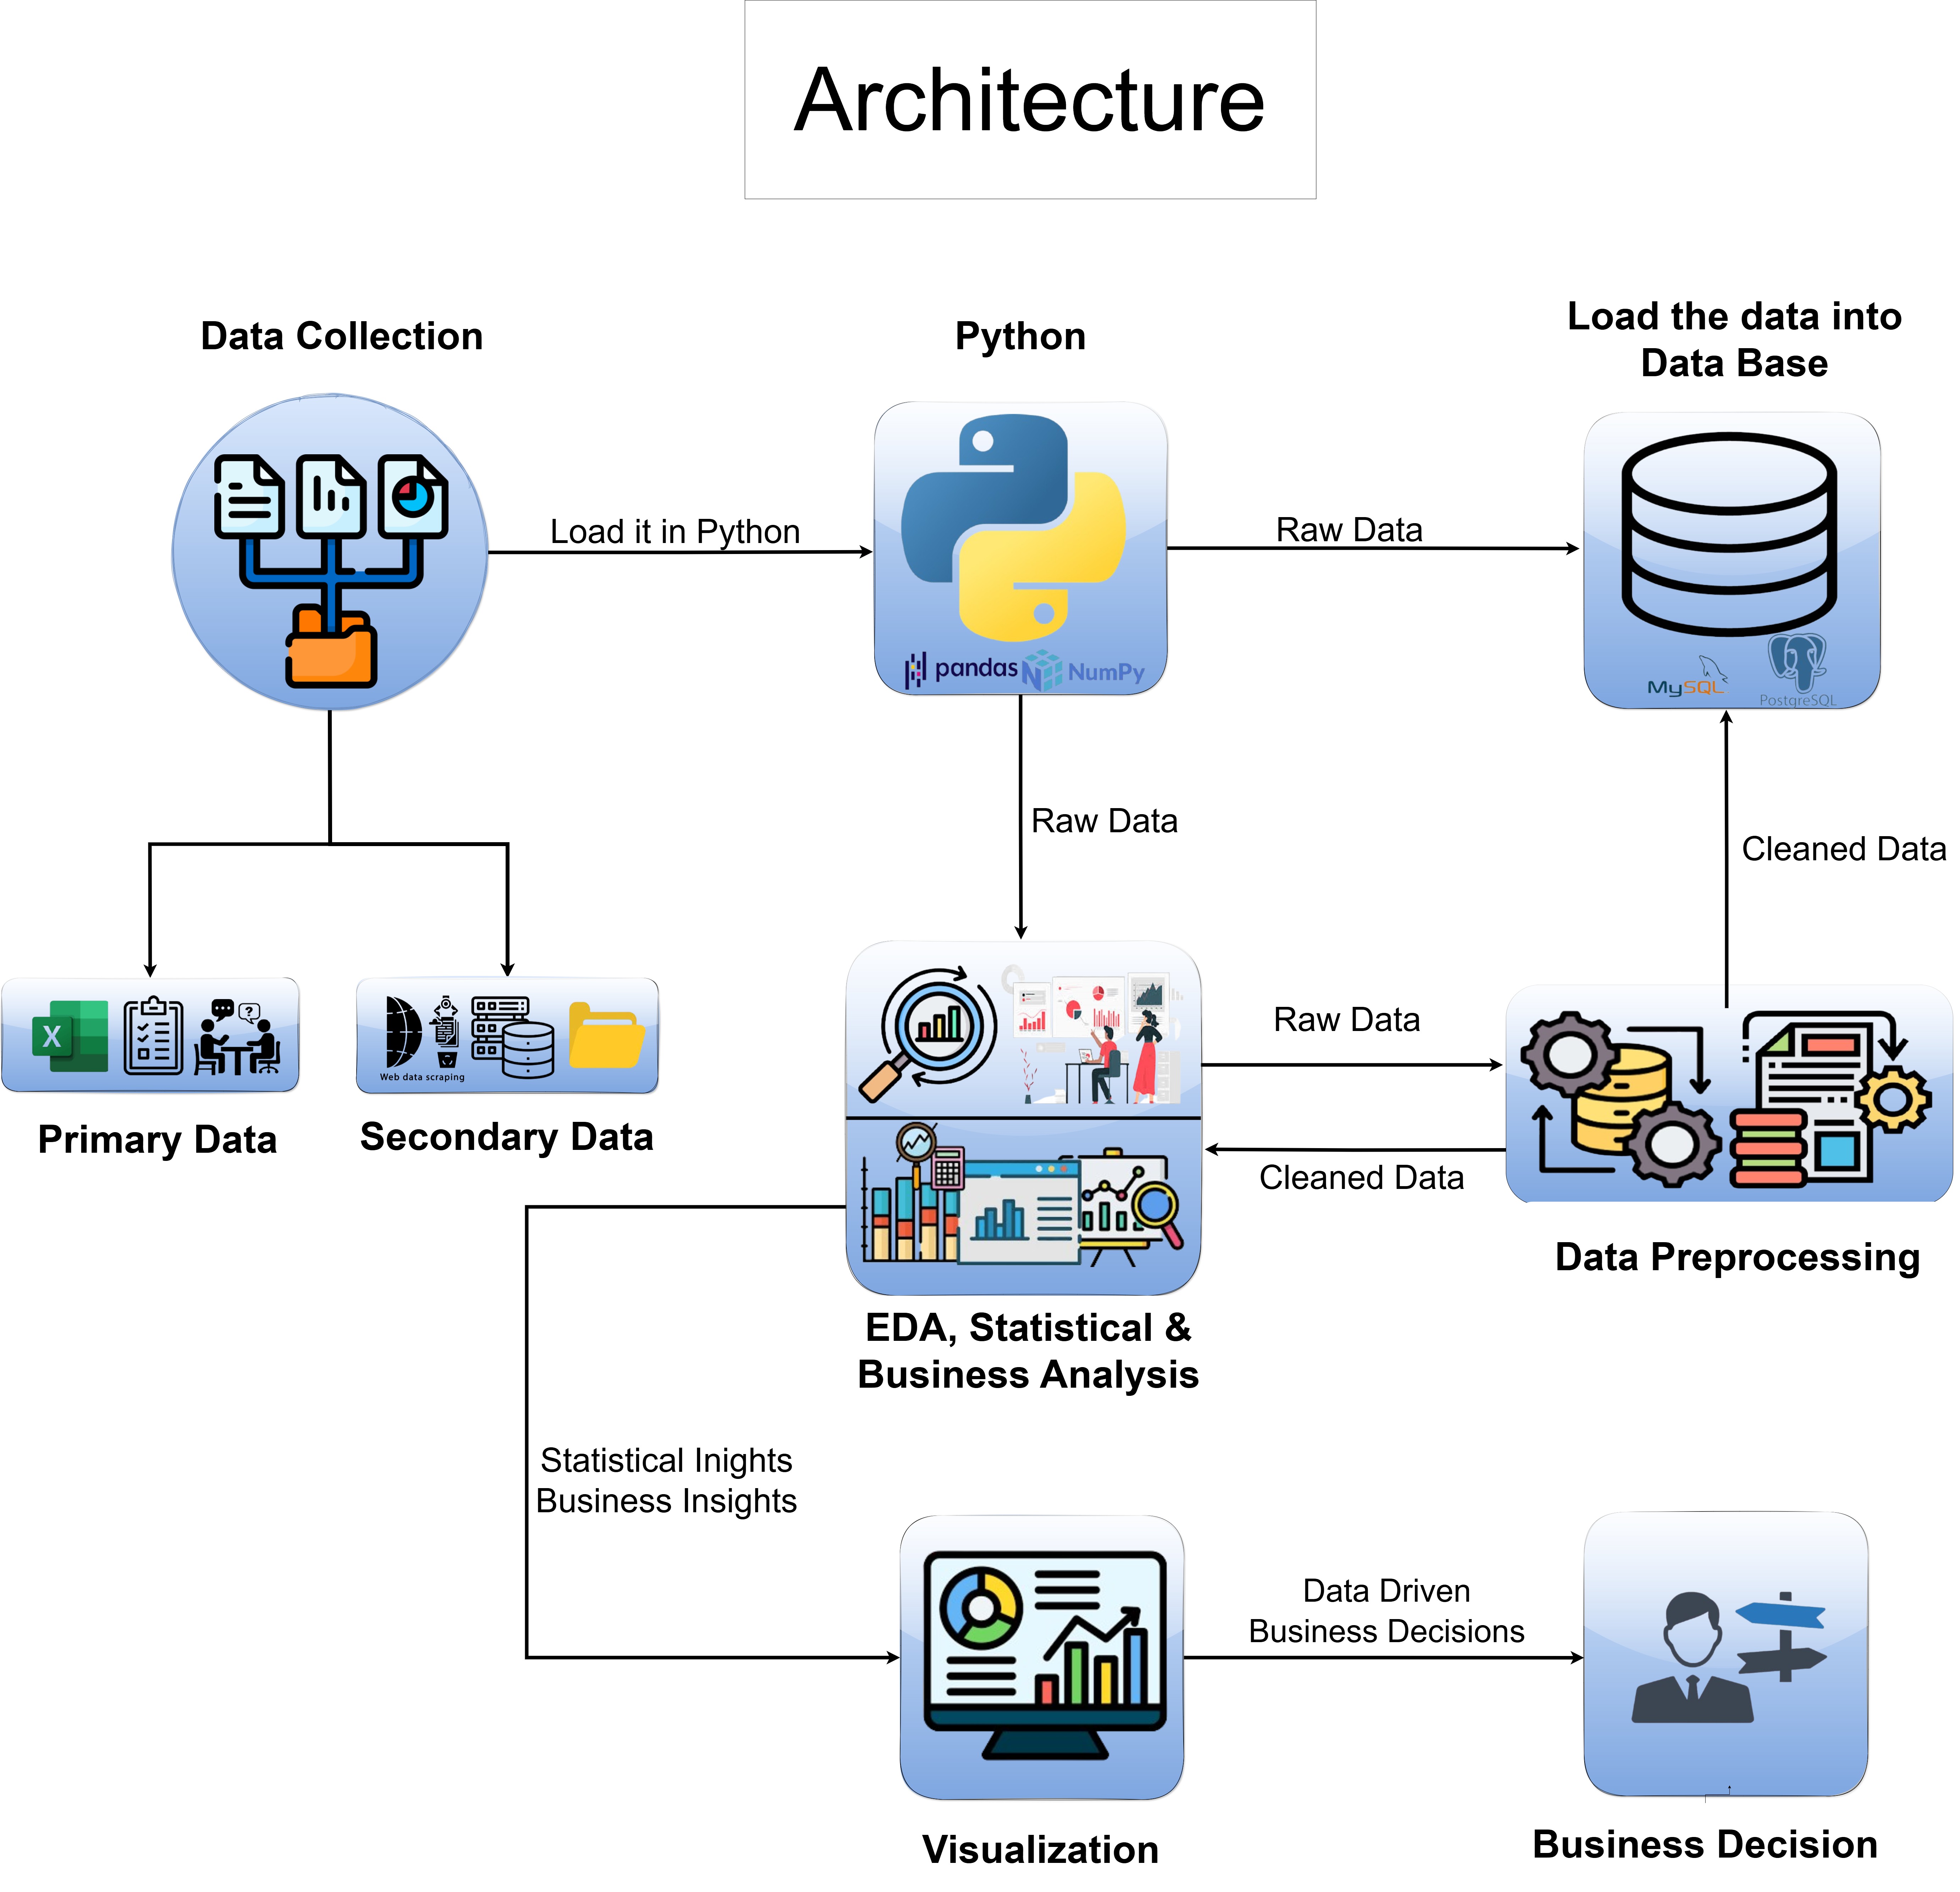 Architecture
Data Collection
Python
Load the data into
Data Base
Load it in Python
Raw Data
pandas
NumPy
MySQL
PostgreSQL
Raw Data
Cleaned Data
X
?
Web data scraping
Primary Data
Secondary Data
Raw Data
Cleaned Data
Data Preprocessing
EDA, Statistical &
Business Analysis
Statistical Inights
Business Insights
Data Driven
Business Decisions
Visualization
Business Decision